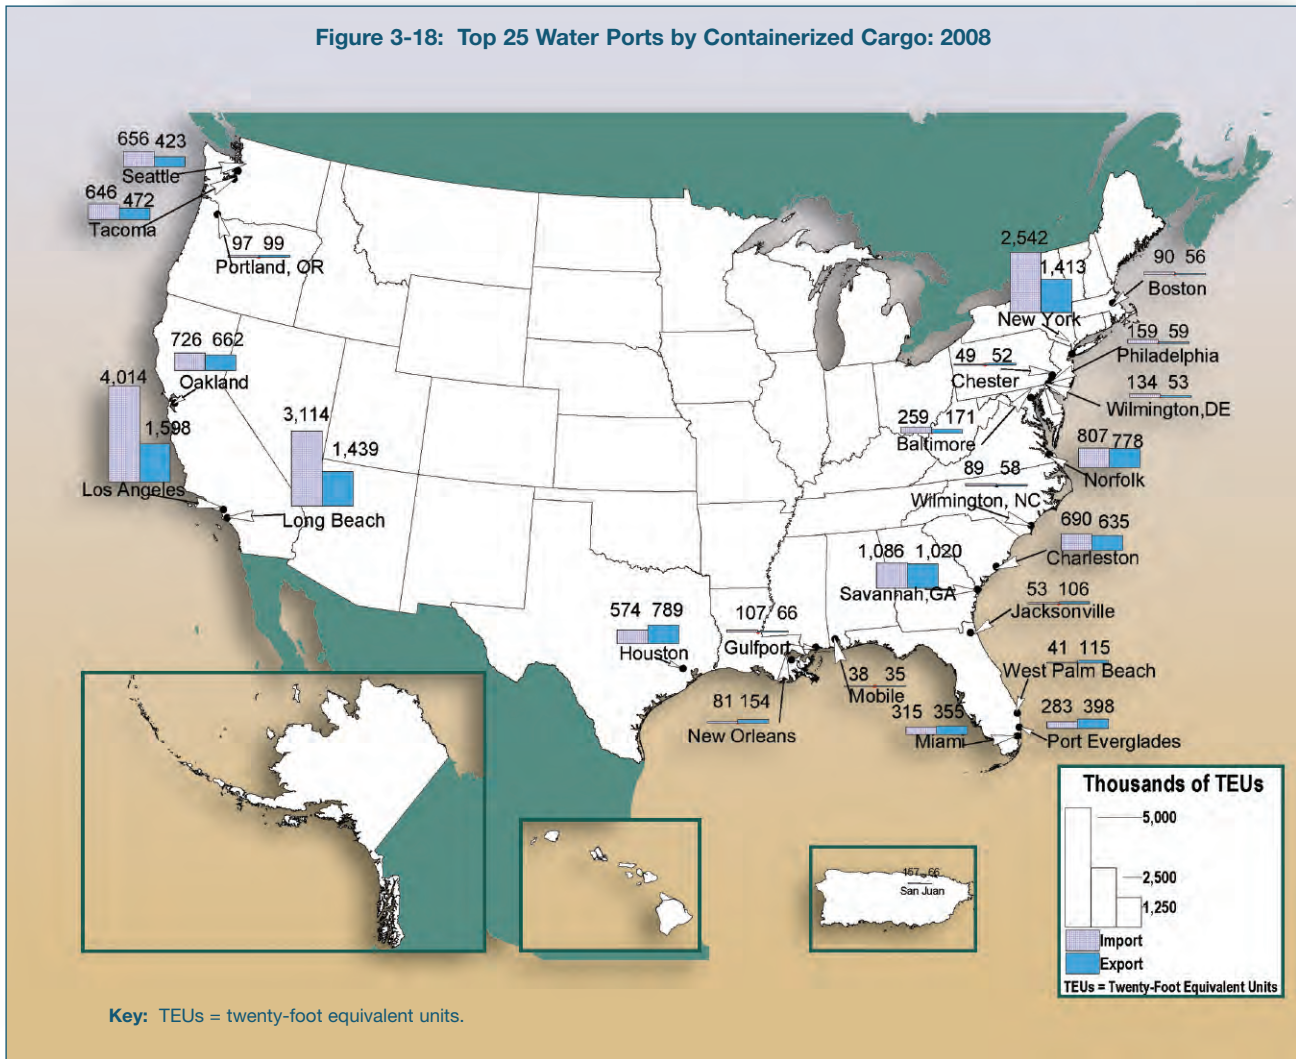 Figure 3-18: Top 25 Water Ports by Containerized Cargo: 2008
656 423
Seattle
646 472
Tacoma
97 99
Portland, OR
726 662
Oakland
4,014
1,598
Los Angeles
3,114
1,439
Long Beach
2,542
1,413
New York
90 56
Boston
159 59
Philadelphia
49 52
Chester
134 53
Wilmington,DE
259 171
Baltimore
807 778
Norfolk
89 58
Wilmington, NC
690 635
Charleston
1,086 1,020
Savannah,GA
53 106
Jacksonville
574 789
Houston
107 66
Gulfport
41 115
West Palm Beach
38 35
Mobile
81 154
New Orleans
315 355
Miami
283 398
Port Everglades
167 66
San Juan
Thousands of TEUs
5,000
2,500
1,250
Import
Export
TEUs = Twenty-Foot Equivalent Units
Key: TEUs = twenty-foot equivalent units.